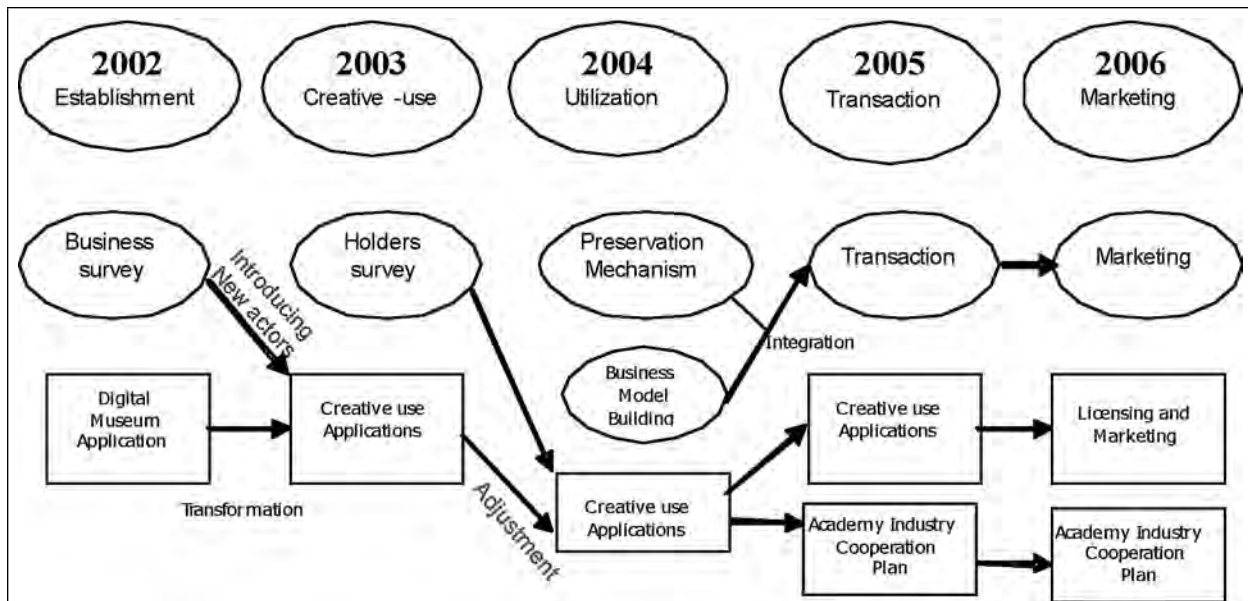 2002
Establishment
2003
Creative -use
2004
Utilization
2005
Transaction
2006
Marketing
Business
survey
Introducing
New actors
Holders
survey
Preservation
Mechanism
Transaction
Marketing
Integration
Business
Model
Building
Digital
Museum
Application
Creative use
Applications
Creative use
Applications
Licensing and
Marketing
Transformation
Adjustment
Creative use
Applications
Academy Industry
Cooperation
Plan
Academy Industry
Cooperation
Plan